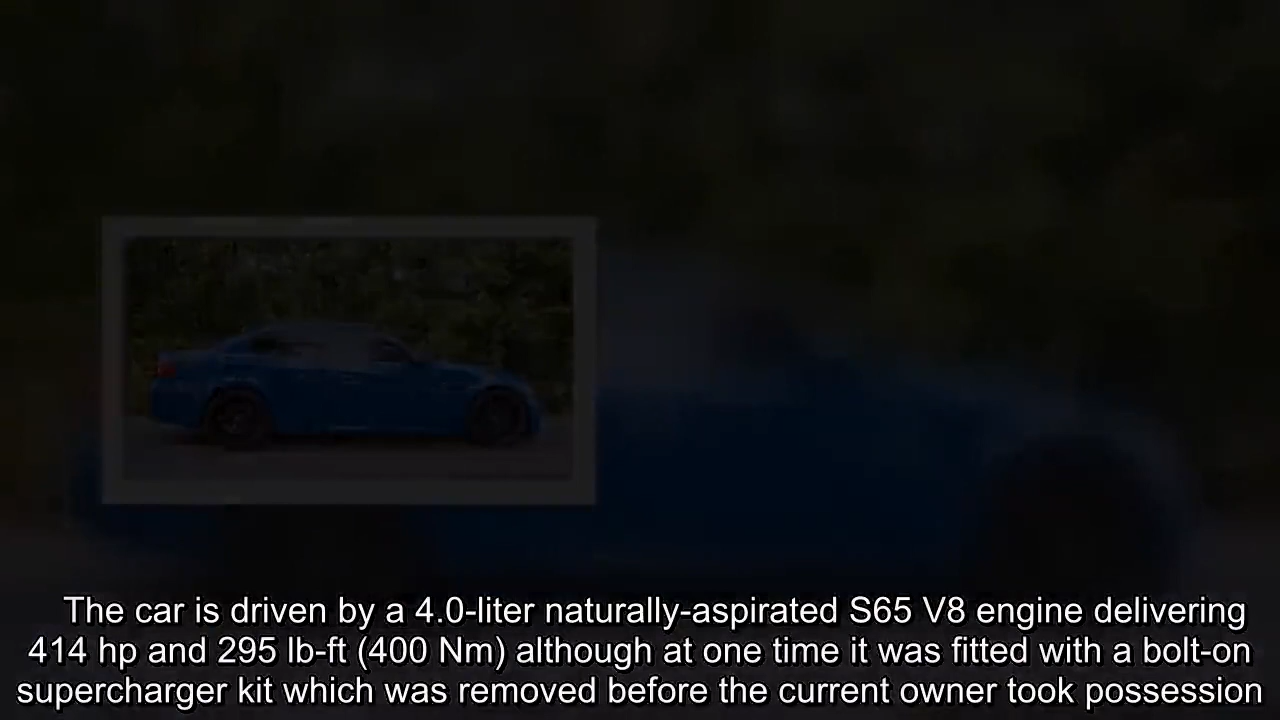 The car is driven by a 4.0-liter naturally-aspirated S65 V8 engine delivering
414 hp and 295 lb-ft (400 Nm) although at one time it was fitted with a bolt-on
supercharger kit which was removed before the current owner took possession